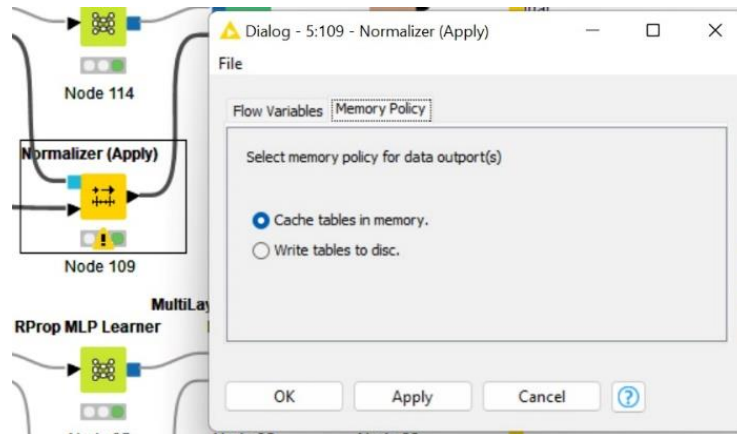 Node 114
Normalizer (Apply)
Node 109
RProp MLP Learner
Dialog - 5:109 - Normalizer (Apply)
File
Flow Variables
Memory Policy
Select memory policy for data outport(s)
Cache tables in memory.
Write tables to disc.
OK
Apply
Cancel
?